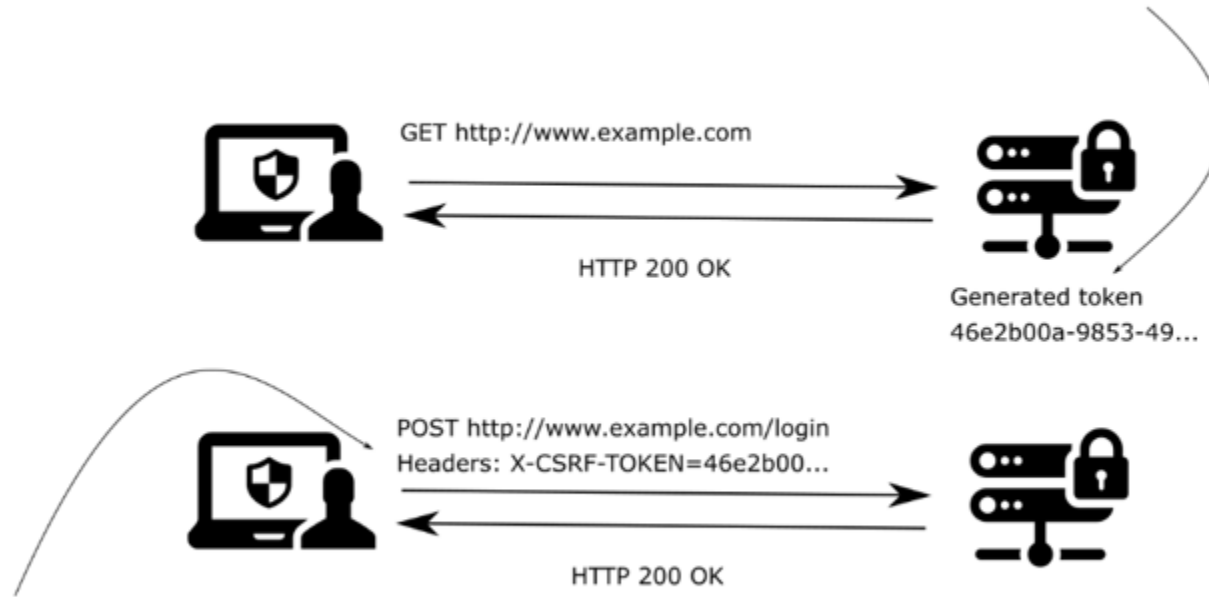 GET http://www.example.com
HTTP 200 OK
Generated token
46e2b00a-9853-49...
POST http://www.example.com/login
Headers: X-CSRF-TOKEN=46e2b00...
HTTP 200 OK